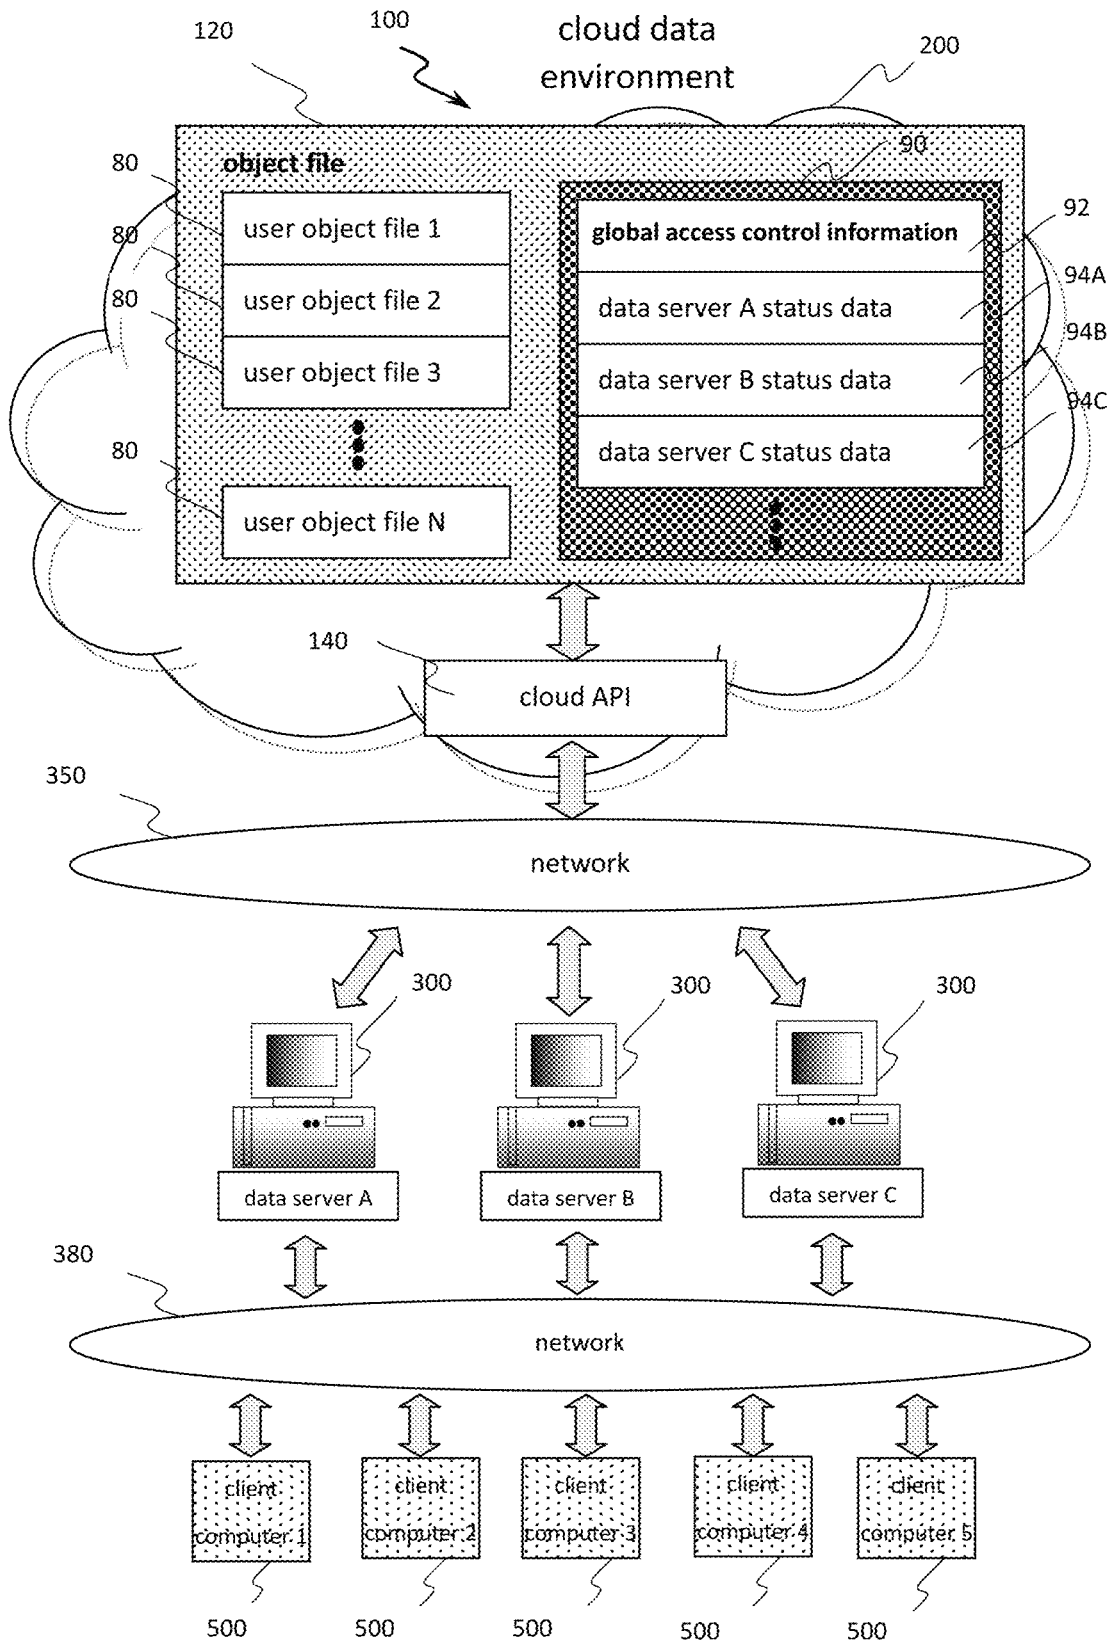 120
100
cloud data
environment
200
object file
90
80
user object file 1
80
user object file 2
80
user object file 3
80
user object file N
92
global access control information
94A
data server A status data
94B
data server B status data
94C
data server C status data
140
cloud API
350
network
300
300
300
data server A
data server B
data server C
380
network
client
computer 1
client
computer 2
client
computer 3
client
computer 4
client
computer 5
500
500
500
500
500